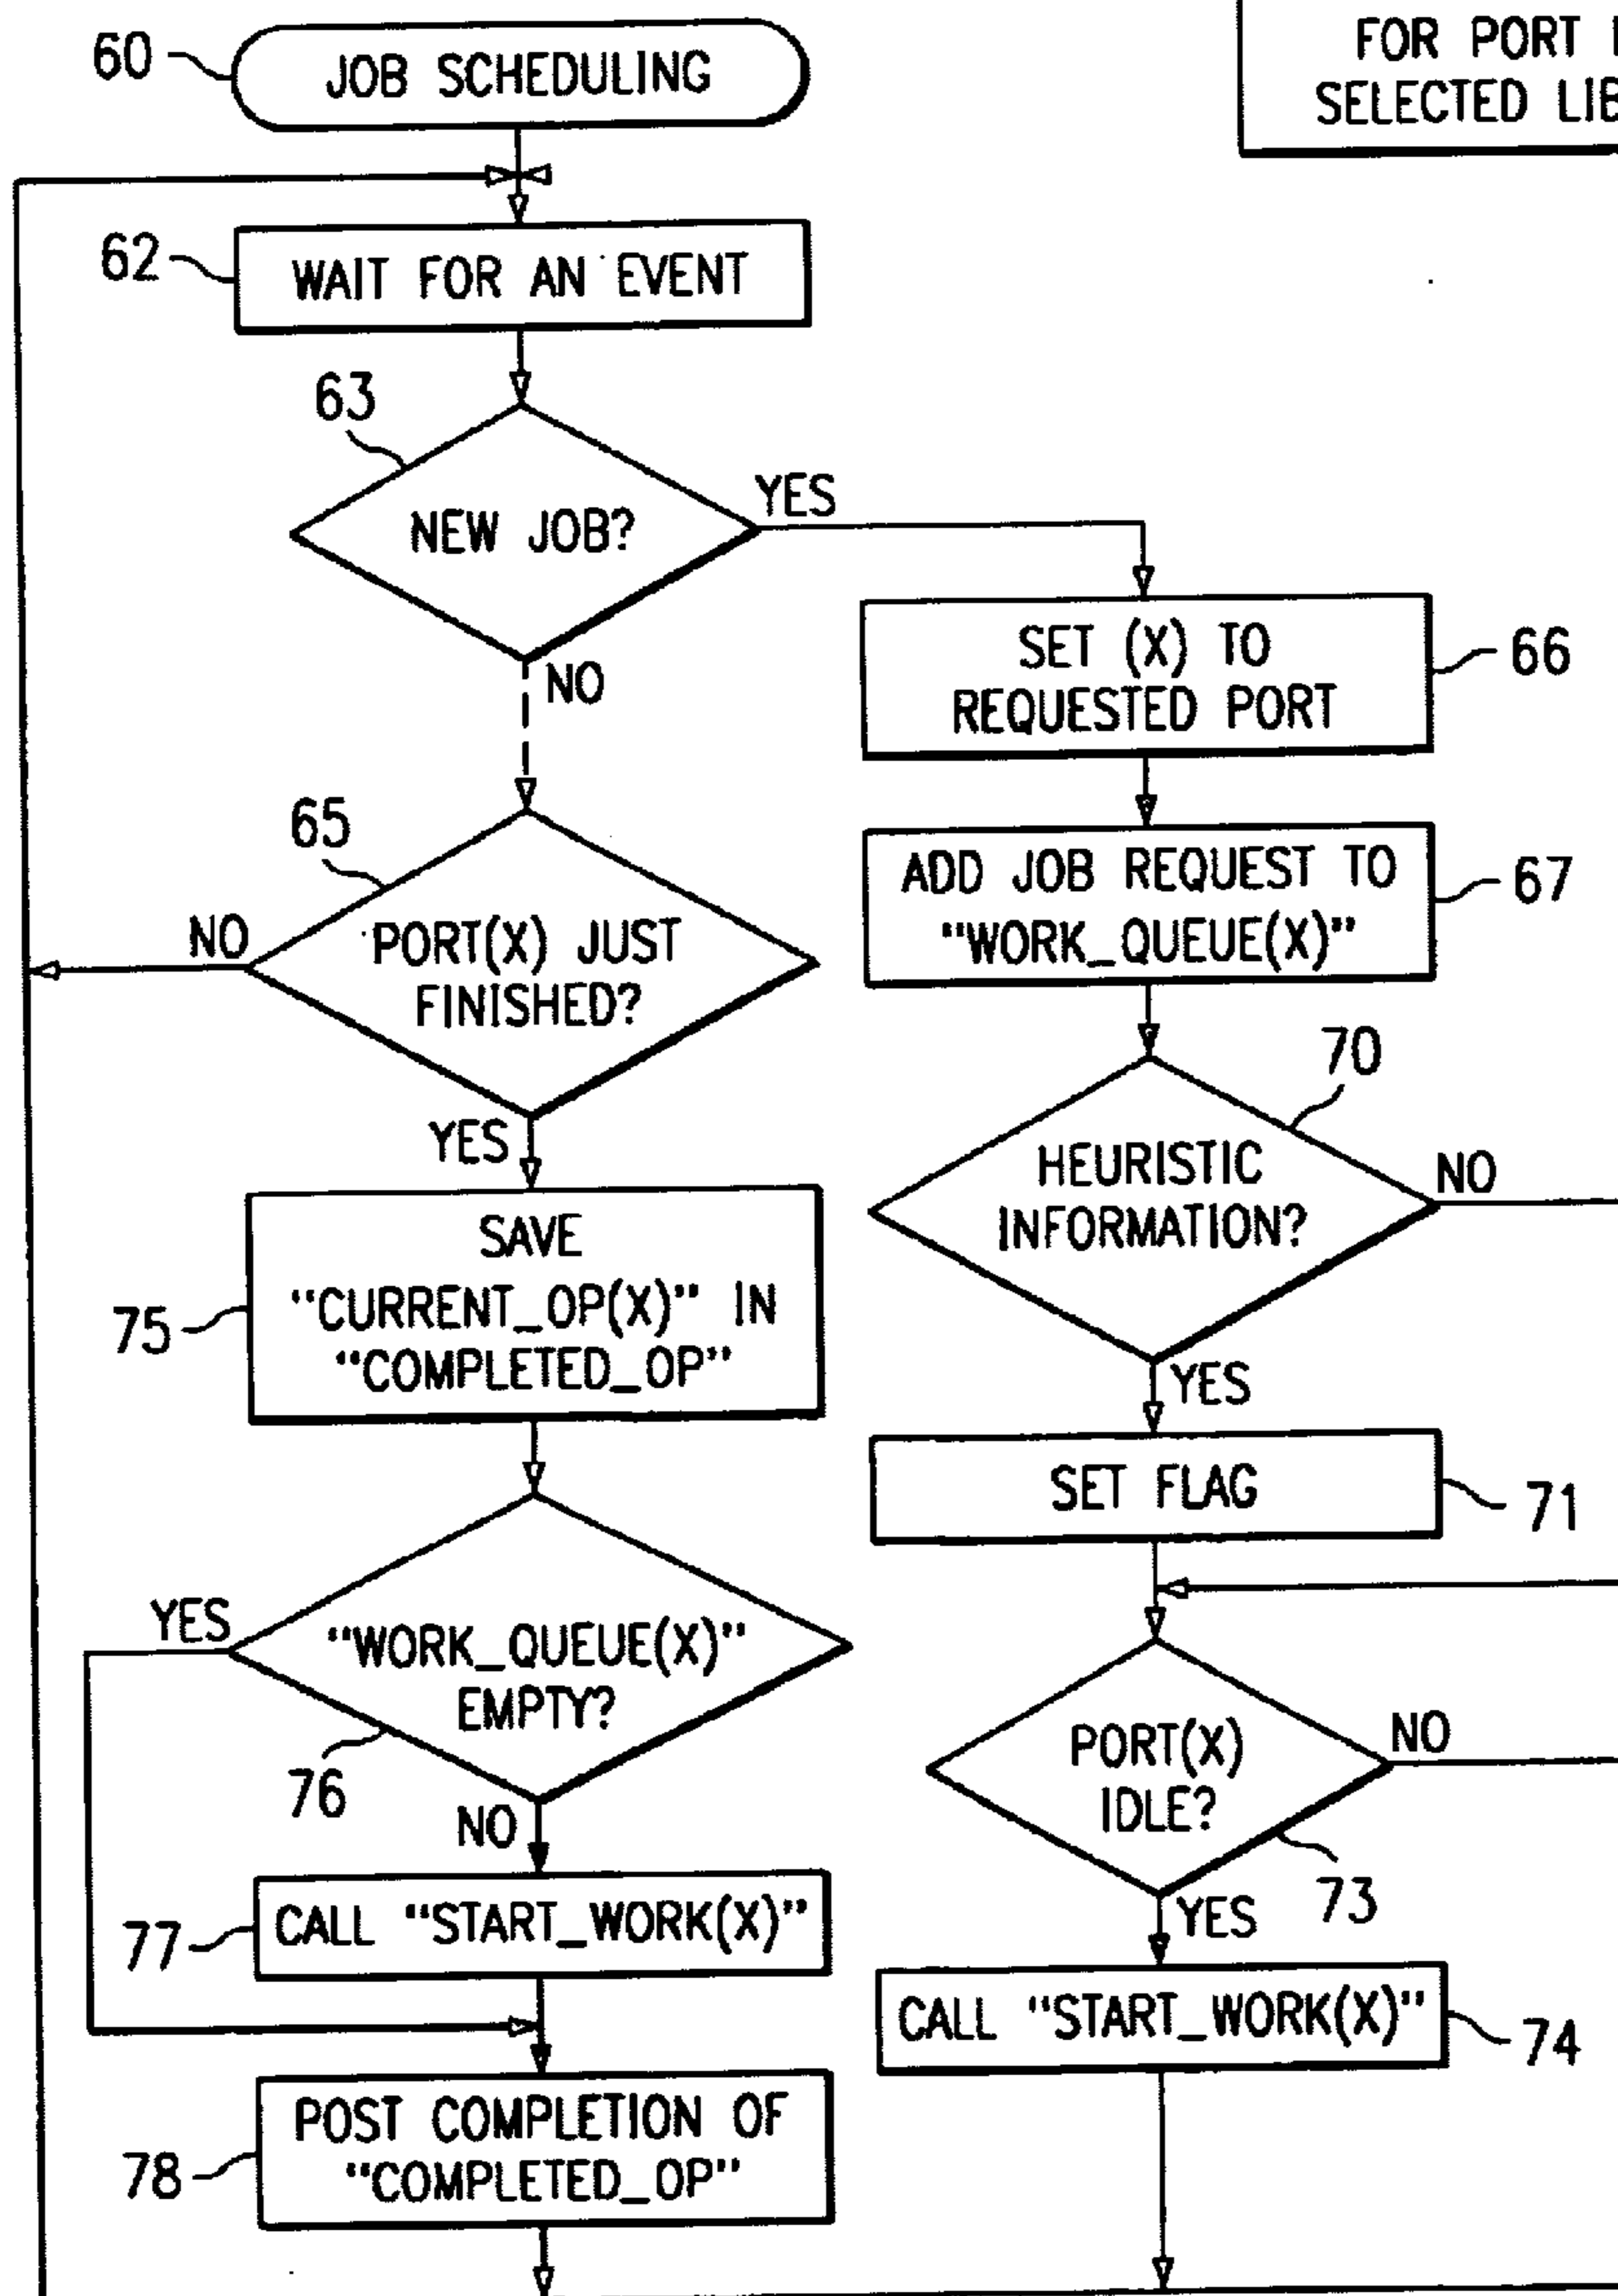 60
JOB SCHEDULING
FOR PORT
SELECTED
62
WAIT FOR AN EVENT
63
NEW JOB?
YES
NO
SET (X) TO
REQUESTED PORT
66
ADD JOB REQUEST TO
"WORK_QUEUE(X)"
67
65
PORT(X) JUST
FINISHED?
NO
YES
70
HEURISTIC
INFORMATION?
NO
YES
75
SAVE
"CURRENT_OP(X)" IN
"COMPLETED_OP"
SET FLAG
71
YES
"WORK_QUEUE(X)"
EMPTY?
76
NO
PORT(X)
IDLE?
NO
73
YES
77
CALL "START_WORK(X)"
CALL "START_WORK(X)"
74
78
POST COMPLETION OF
"COMPLETED_OP"